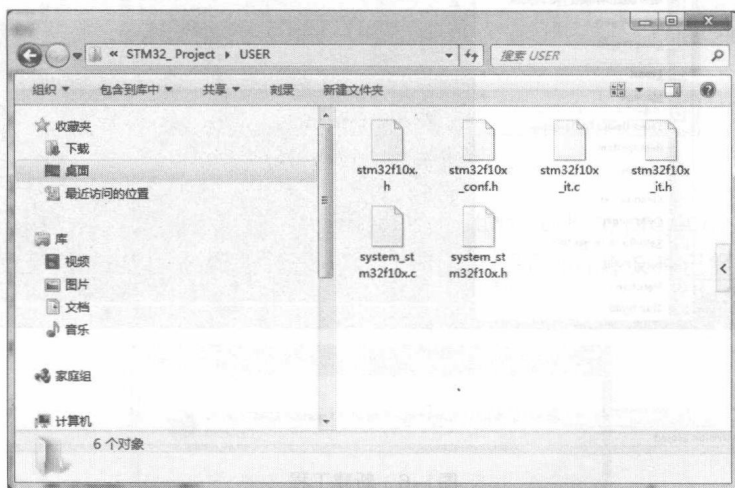 « STM32_ Project ▸ USER
搜索 USER
组织 ▼ 包含到库中 ▼ 共享 ▼ 刻录 新建文件夹
收藏夹
下载
桌面
最近访问的位置
库
视频
图片
文档
音乐
家庭组
计算机
stm32f10x.
h
stm32f10x
_conf.h
stm32f10x
_it.c
stm32f10x
_it.h
system_st
m32f10x.c
system_st
m32f10x.h
6 个对象